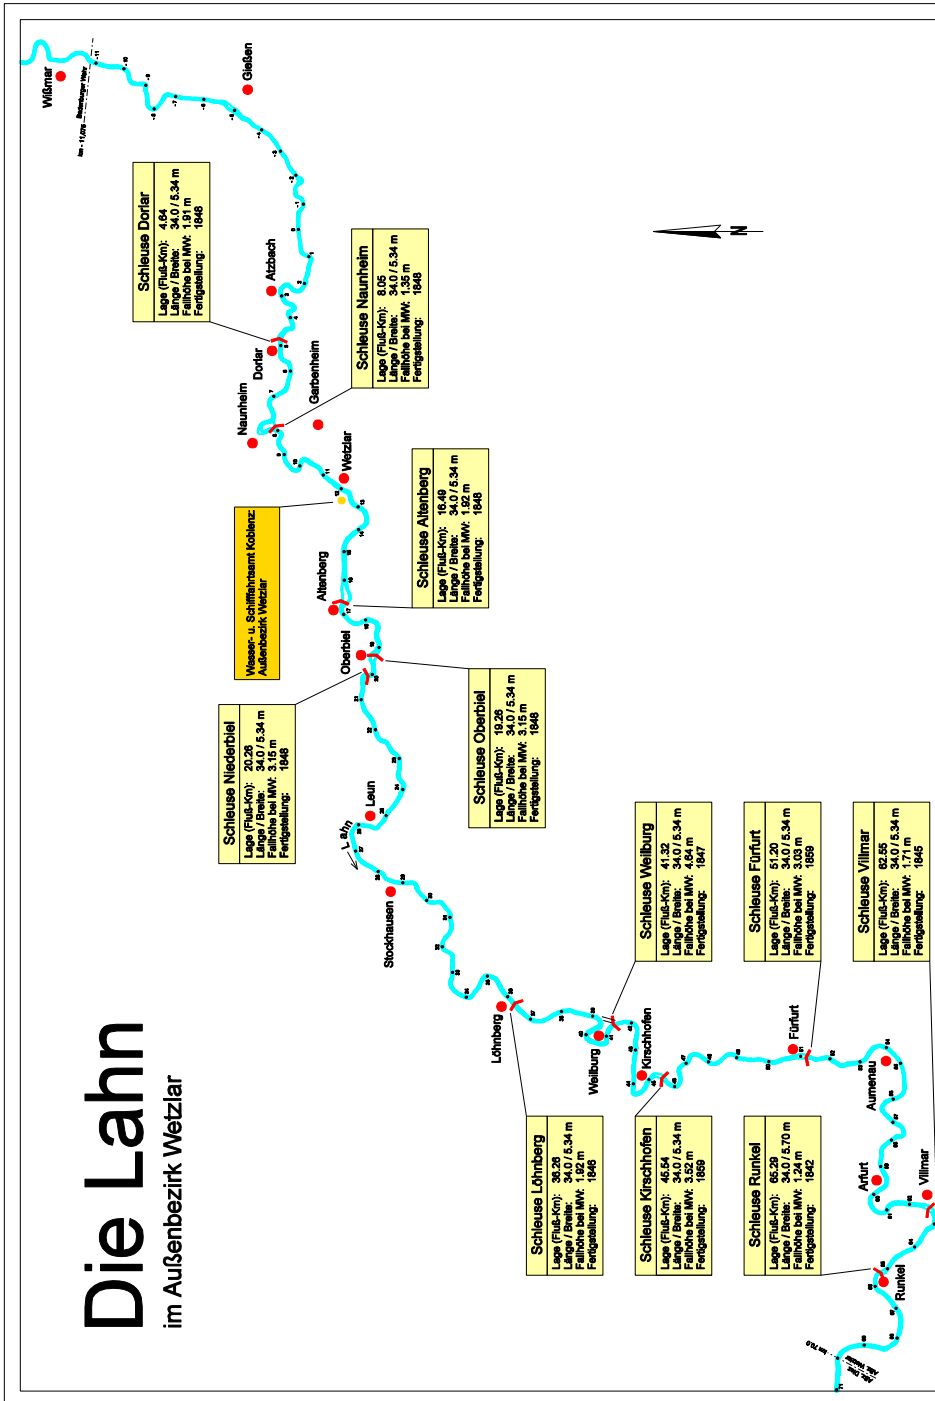 Die Lahn
im Außenbezirk Wetzlar
Wißmar
km - 11,075
Badenburger Wehr
Gießen
Schleuse Dorlar
Lage (Fluß-Km): 4.64
Länge / Breite: 34.0 / 5.34 m
Fallhöhe bei MW: 1.91 m
Fertigstellung: 1848
Atzbach
Dorlar
Schleuse Naunheim
Lage (Fluß-Km): 8.05
Länge / Breite: 34.0 / 5.34 m
Fallhöhe bei MW: 1.35 m
Fertigstellung: 1848
N
Naunheim
Garbenheim
Wetzlar
Wasser- u. Schifffahrtsamt Koblenz:
Außenbezirk Wetzlar
Schleuse Altenberg
Lage (Fluß-Km): 16.49
Länge / Breite: 34.0 / 5.34 m
Fallhöhe bei MW: 1.92 m
Fertigstellung: 1848
Altenberg
Oberbiel
Schleuse Niederbiel
Lage (Fluß-Km): 20.26
Länge / Breite: 34.0 / 5.34 m
Fallhöhe bei MW: 3.15 m
Fertigstellung: 1848
Schleuse Oberbiel
Lage (Fluß-Km): 19.26
Länge / Breite: 34.0 / 5.34 m
Fallhöhe bei MW: 3.15 m
Fertigstellung: 1848
Leun
Lahn
Stockhausen
Löhnberg
Schleuse Weilburg
Lage (Fluß-Km): 41.32
Länge / Breite: 34.0 / 5.34 m
Fallhöhe bei MW: 4.64 m
Fertigstellung: 1847
Schleuse Fürfurt
Lage (Fluß-Km): 51.20
Länge / Breite: 34.0 / 5.34 m
Fallhöhe bei MW: 3.03 m
Fertigstellung: 1859
Schleuse Villmar
Lage (Fluß-Km): 62.55
Länge / Breite: 34.0 / 5.34 m
Fallhöhe bei MW: 1.71 m
Fertigstellung: 1845
Weilburg
Kirschhofen
Fürfurt
Aumenau
Arfurt
Villmar
Runkel
Schleuse Löhnberg
Lage (Fluß-Km): 36.26
Länge / Breite: 34.0 / 5.34 m
Fallhöhe bei MW: 1.92 m
Fertigstellung: 1846
Schleuse Kirschhofen
Lage (Fluß-Km): 45.54
Länge / Breite: 34.0 / 5.34 m
Fallhöhe bei MW: 3.52 m
Fertigstellung: 1859
Schleuse Runkel
Lage (Fluß-Km): 65.29
Länge / Breite: 34.0 / 5.70 m
Fallhöhe bei MW: 1.24 m
Fertigstellung: 1842
km 70.0
ABz. Diez
ABz. Wetzlar